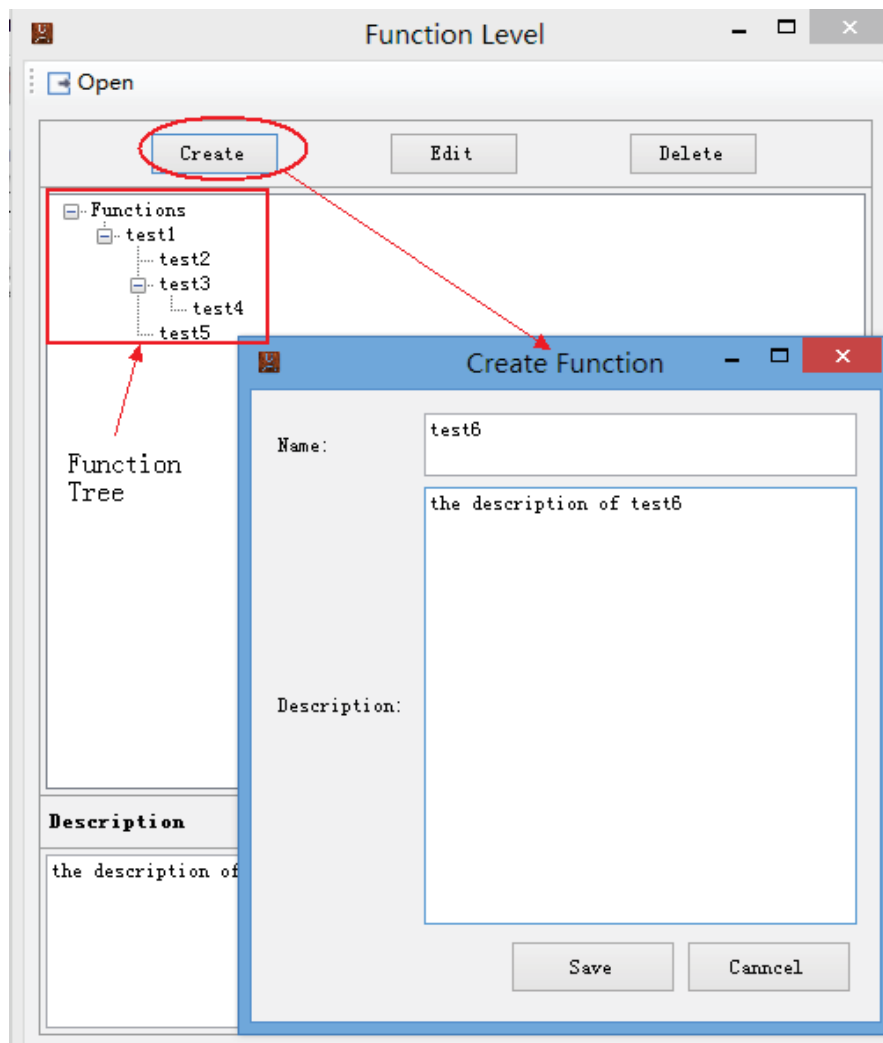 Function Level
Open
Create Edit Delete
Functions
test1
test2
test3
test4
test5
Function
Tree
Create Function
Name:
test6
the description of test6
Description:
Description
the description of
Save Canncel